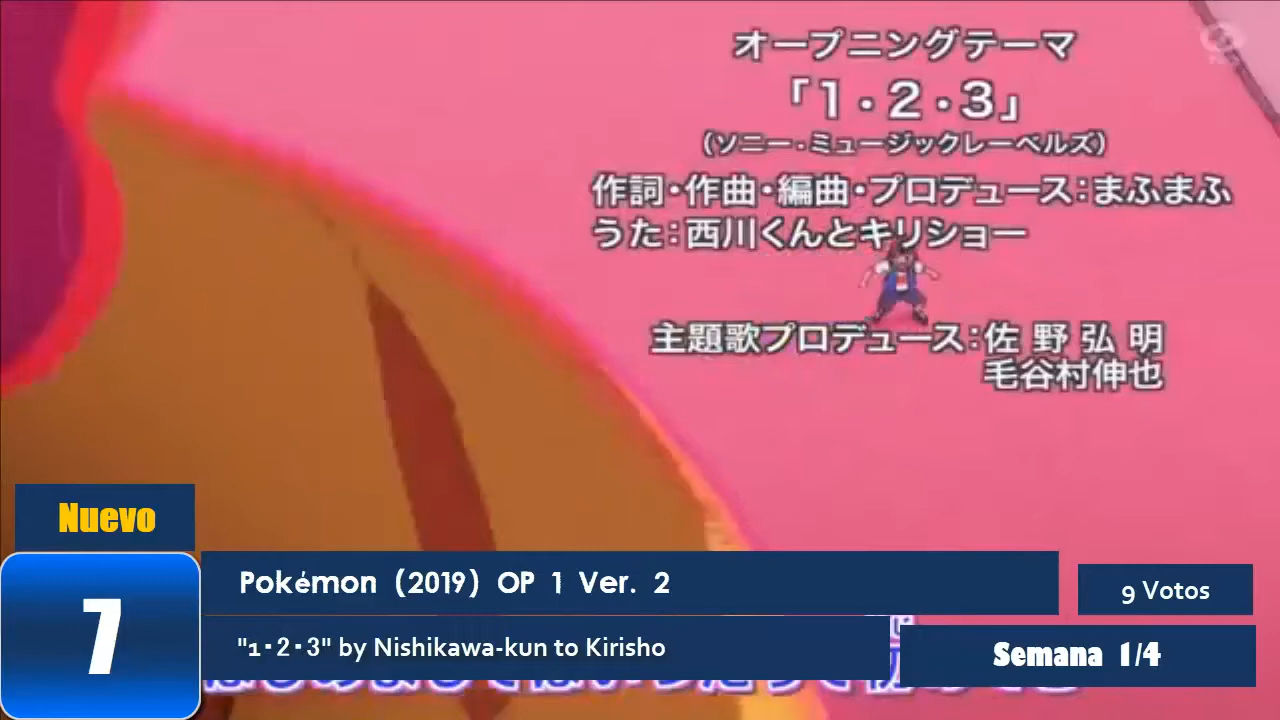 オープニングテーマ
「1・2・3」
(ソニー・ミュージックレーベルズ)
作詞・作曲・編曲・プロデュース:まふまふ
うた:西川くんとキリショー
主題歌プロデュース:佐野弘明
毛谷村伸也
Nuevo
7
Pokémon (2019) OP 1 Ver. 2
9 Votos
"1・2・3" by Nishikawa-kun to Kirisho
Semana 1/4